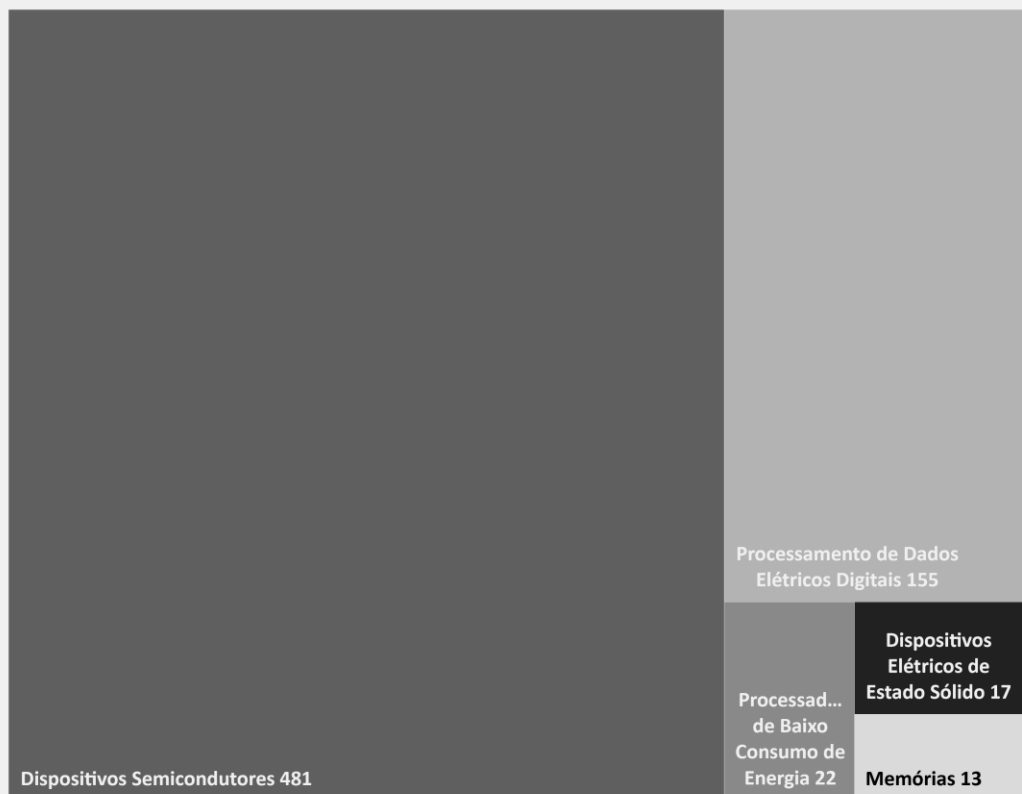 Processamento de Dados
Elétricos Digitais 155
Dispositivos
Elétricos de
Estado Sólido 17
Processad...
de Baixo
Consumo de
Energia 22
Dispositivos Semicondutores 481
Memórias 13